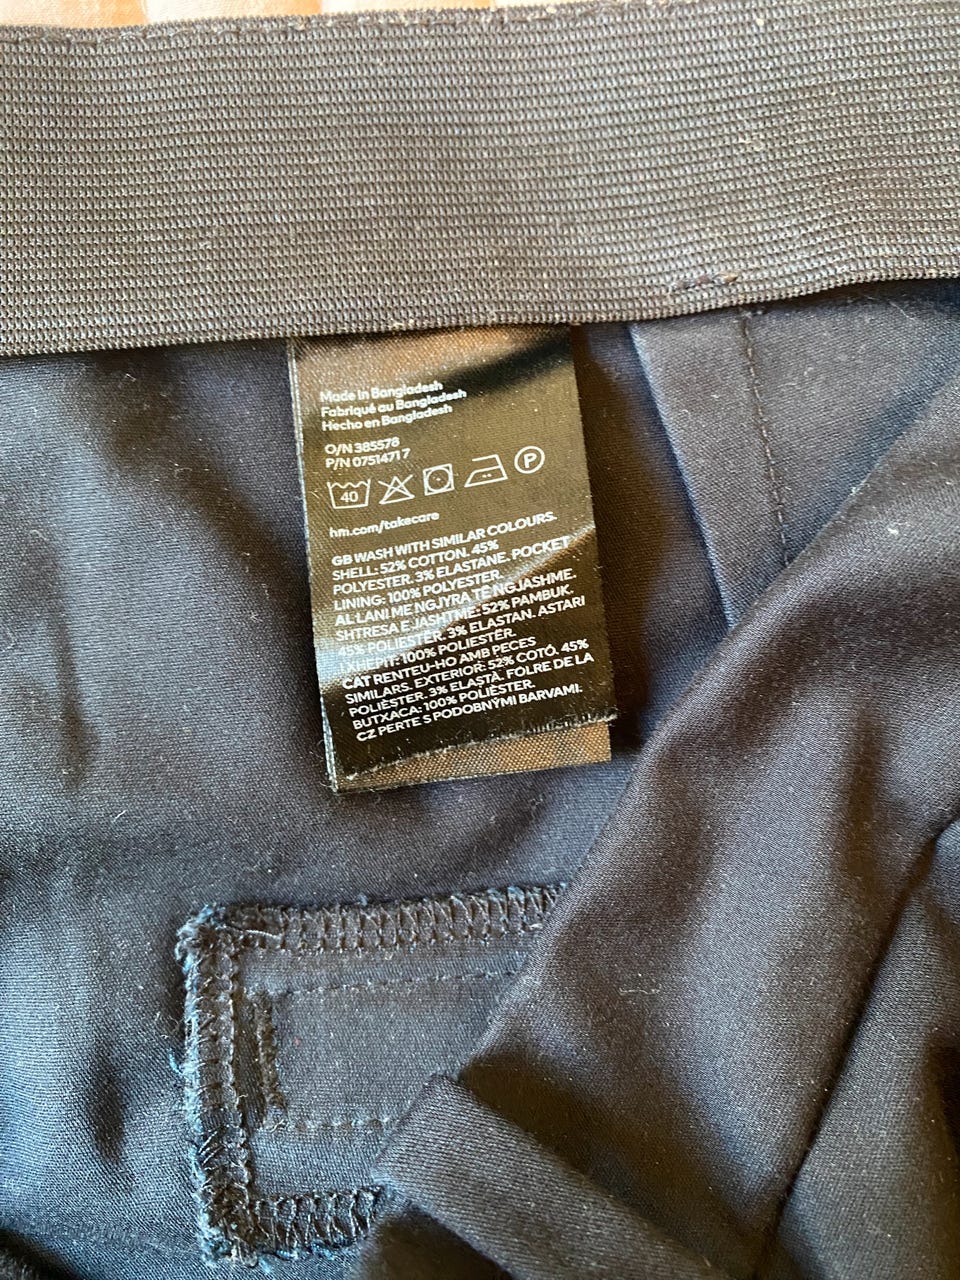 Made in Bangladesh
Fabriqué au Bangladesh
Hecho en Bangladesh
O/N 385578
P/N 07514717
40 P
hm.com/takecare
GB WASH WITH SIMILAR COLOURS.
SHELL: 52% COTTON. 45%
POLYESTER. 3% ELASTANE. POCKET
LINING: 100% POLYESTER.
AL LANI ME NGJYRA TË NGJASHME.
SHTRESA E JASHTME: 52% PAMBUK.
45% POLIESTËR. 3% ELASTAN. ASTARI
I XHEPIT: 100% POLIESTËR.
CAT RENTEU-HO AMB PECES
SIMILARS. EXTERIOR: 52% COTÓ. 45%
POLIÈSTER. 3% ELASTÀ. FOLRE DE LA
BUTXACA: 100% POLIÈSTER.
CZ PERTE S PODOBNÝMI BARVAMI.